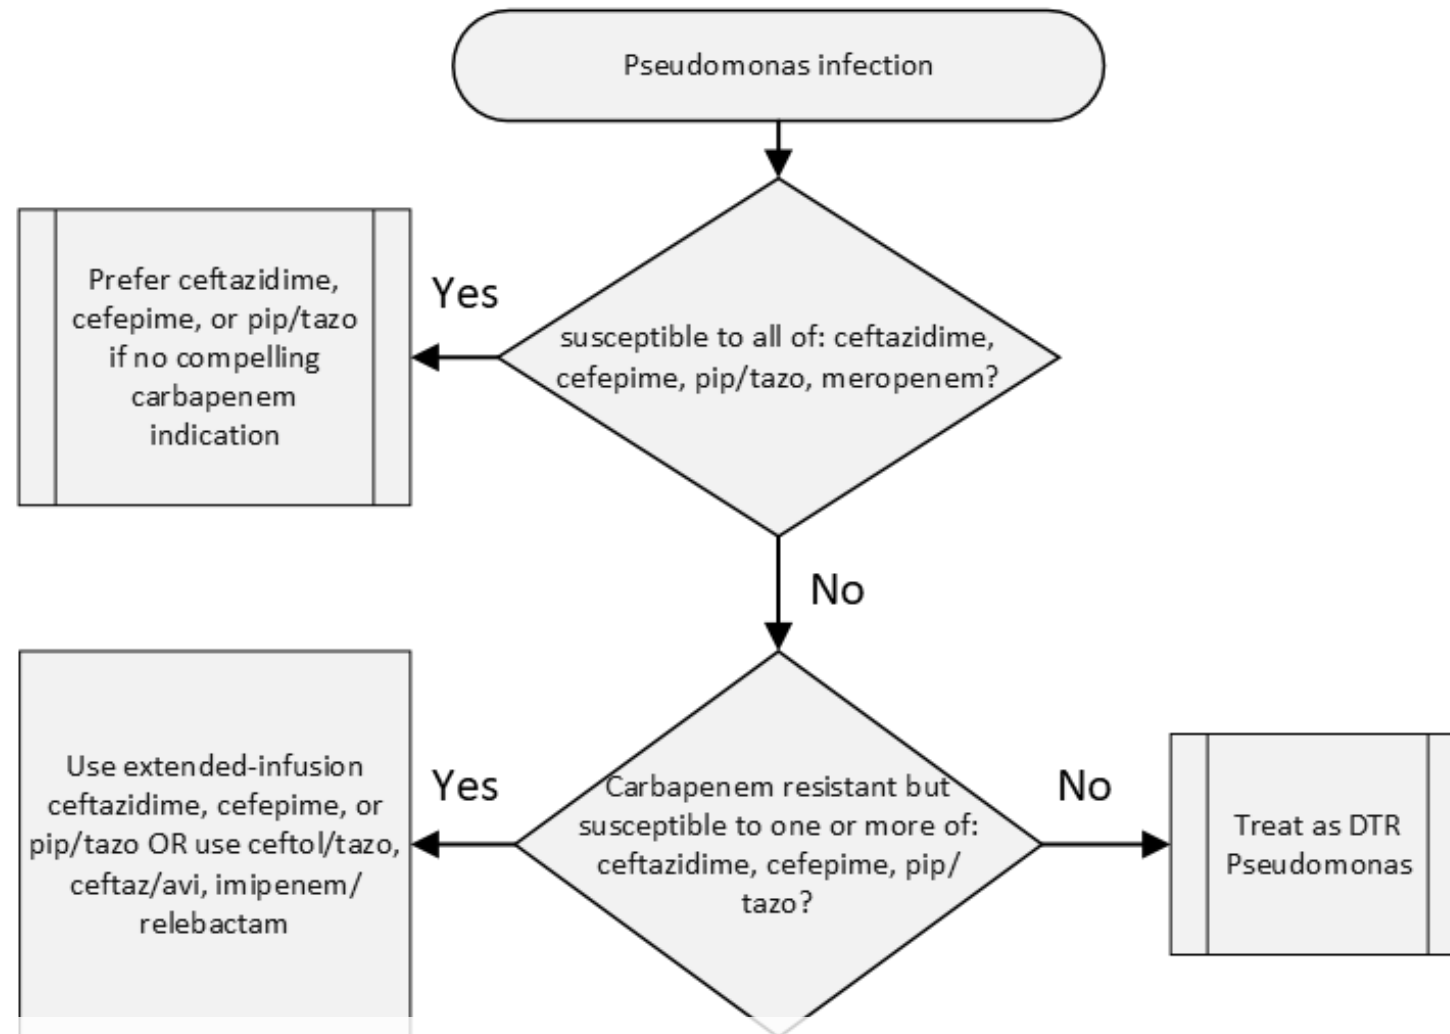 Pseudomonas infection
Prefer ceftazidime,
cefepime, or pip/tazo
if no compelling
carbapenem
indication
Yes
susceptible to all of: ceftazidime,
cefepime, pip/tazo, meropenem?
No
Use extended-infusion
ceftazidime, cefepime, or
pip/tazo OR use ceftol/tazo,
ceftaz/avi, imipenem/
relebactam
Yes
Carbapenem resistant but
susceptible to one or more of:
ceftazidime, cefepime, pip/
tazo?
No
Treat as DTR
Pseudomonas